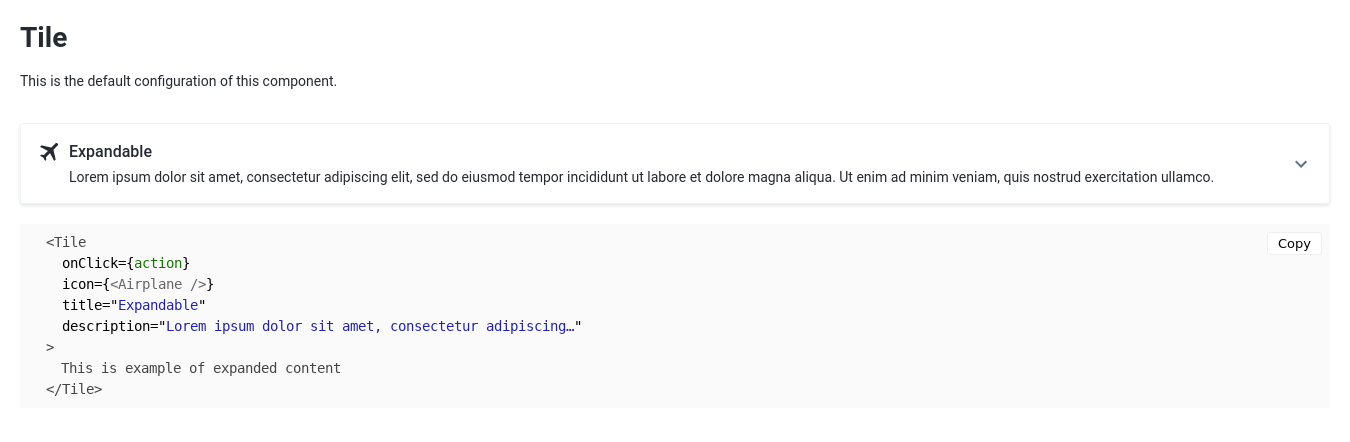 Tile
This is the default configuration of this component.
Expandable
Lorem ipsum dolor sit amet, consectetur adipiscing elit, sed do eiusmod tempor incididunt ut labore et dolore magna aliqua. Ut enim ad minim veniam, quis nostrud exercitation ullamco.
Copy
<Tile
  onClick={action}
  icon={<Airplane />}
  title="Expandable"
  description="Lorem ipsum dolor sit amet, consectetur adipiscing…"
>
  This is example of expanded content
</Tile>